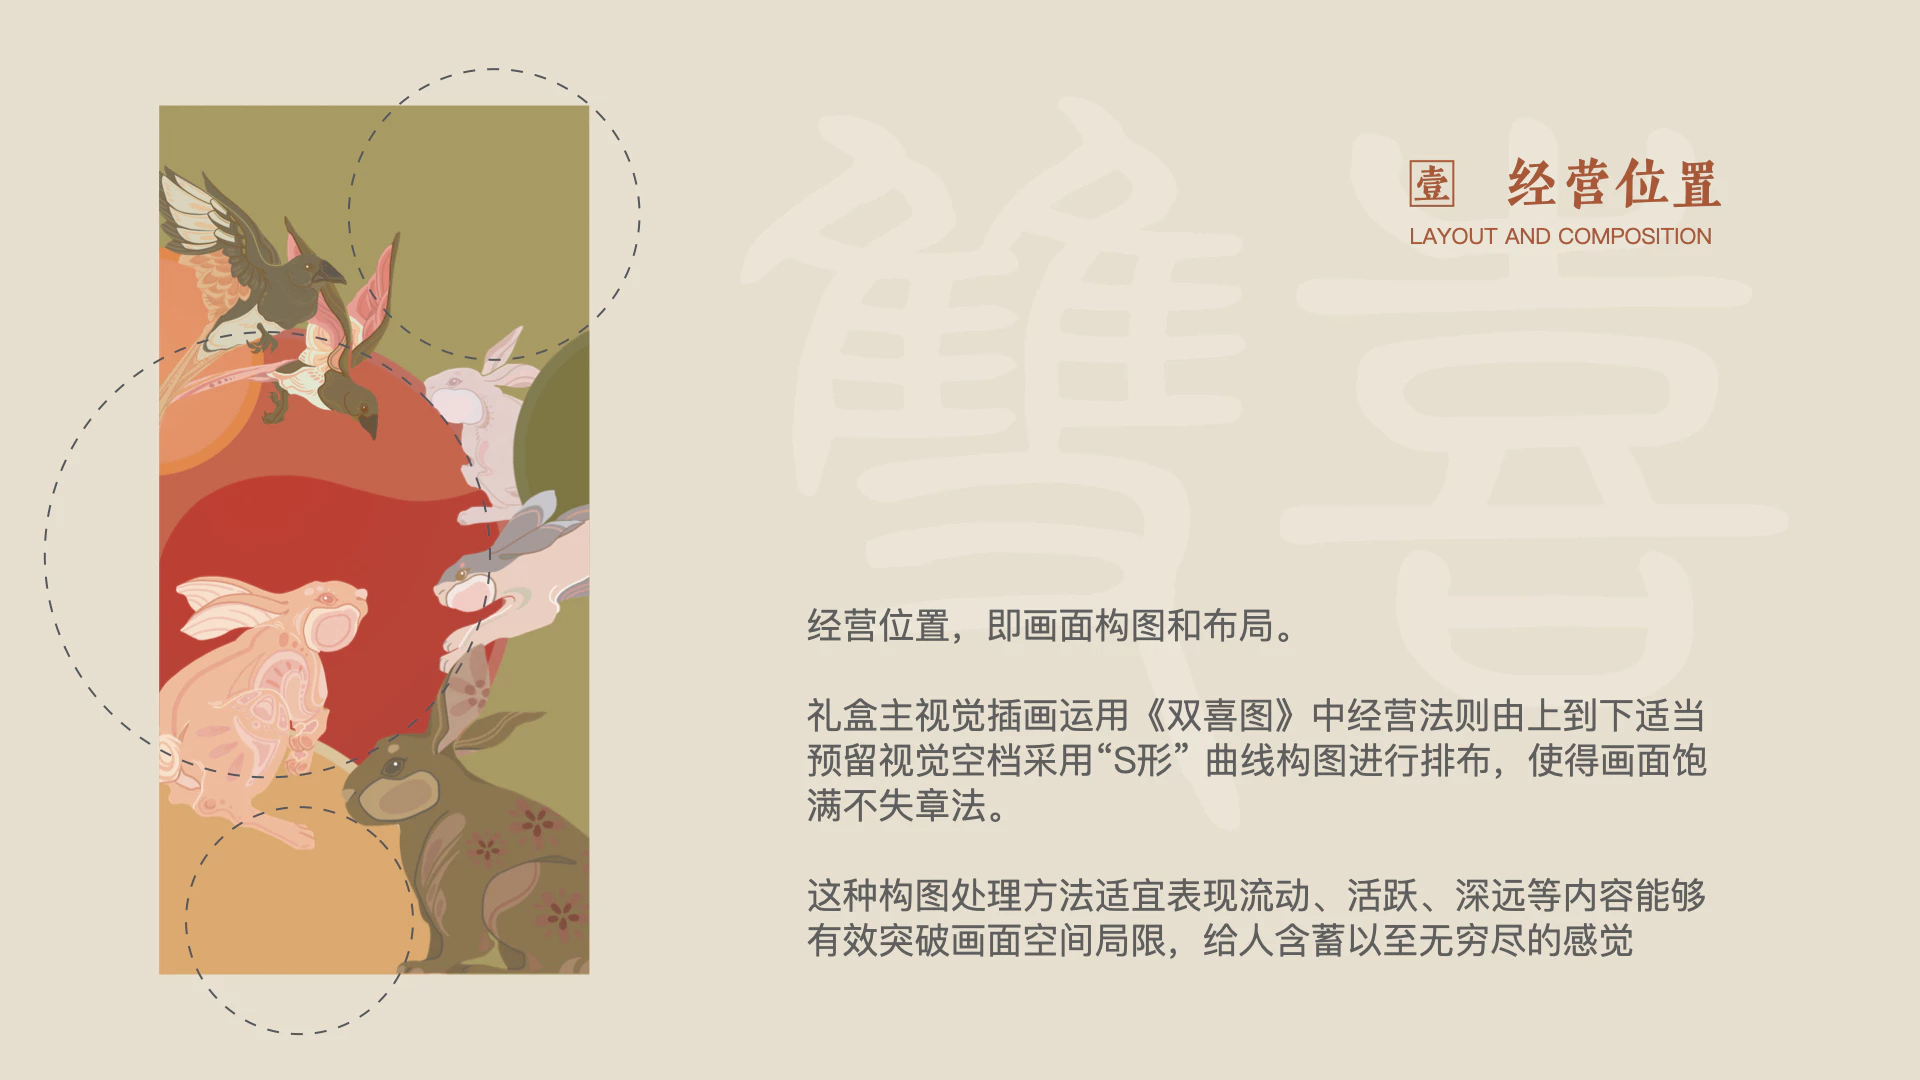 雙喜
壹 经营位置
LAYOUT AND COMPOSITION
经营位置，即画面构图和布局。
礼盒主视觉插画运用《双喜图》中经营法则由上到下适当
预留视觉空档采用“S形” 曲线构图进行排布，使得画面饱
满不失章法。
这种构图处理方法适宜表现流动、活跃、深远等内容能够
有效突破画面空间局限，给人含蓄以至无穷尽的感觉